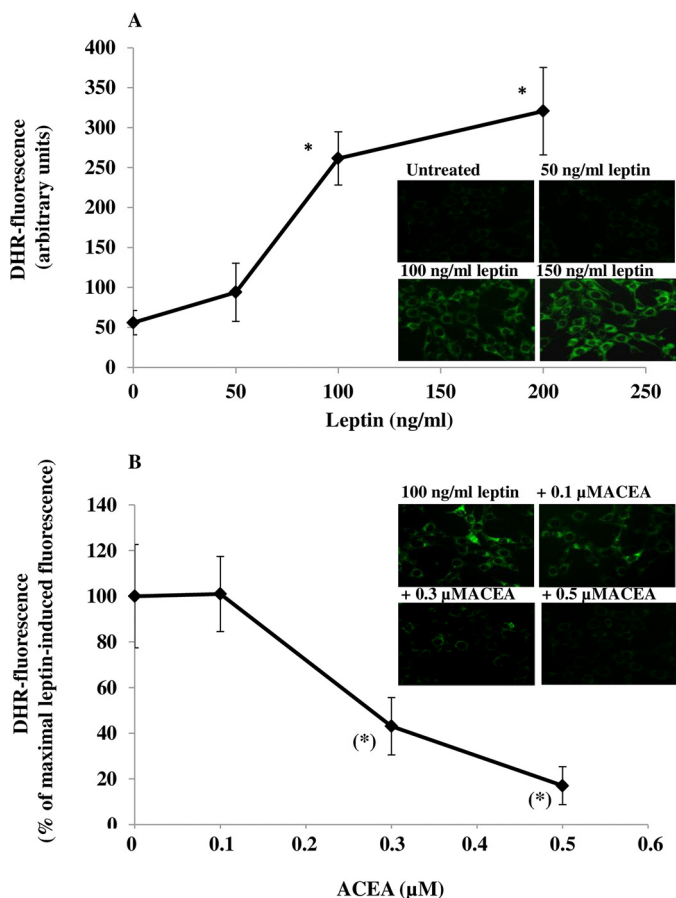 A
DHR-fluorescence
(arbitrary units)
400
350
300
250
200
150
100
50
0
*
*
Untreated
50 ng/ml leptin
100 ng/ml leptin
150 ng/ml leptin
0
50
100
150
200
250
Leptin (ng/ml)
B
DHR-fluorescence
(% of maximal leptin-induced fluorescence)
140
120
100
80
60
40
20
0
100 ng/ml leptin
+ 0.1 µMACEA
+ 0.3 µMACEA
+ 0.5 µMACEA
(*)
(*)
0
0.1
0.2
0.3
0.4
0.5
0.6
ACEA (µM)